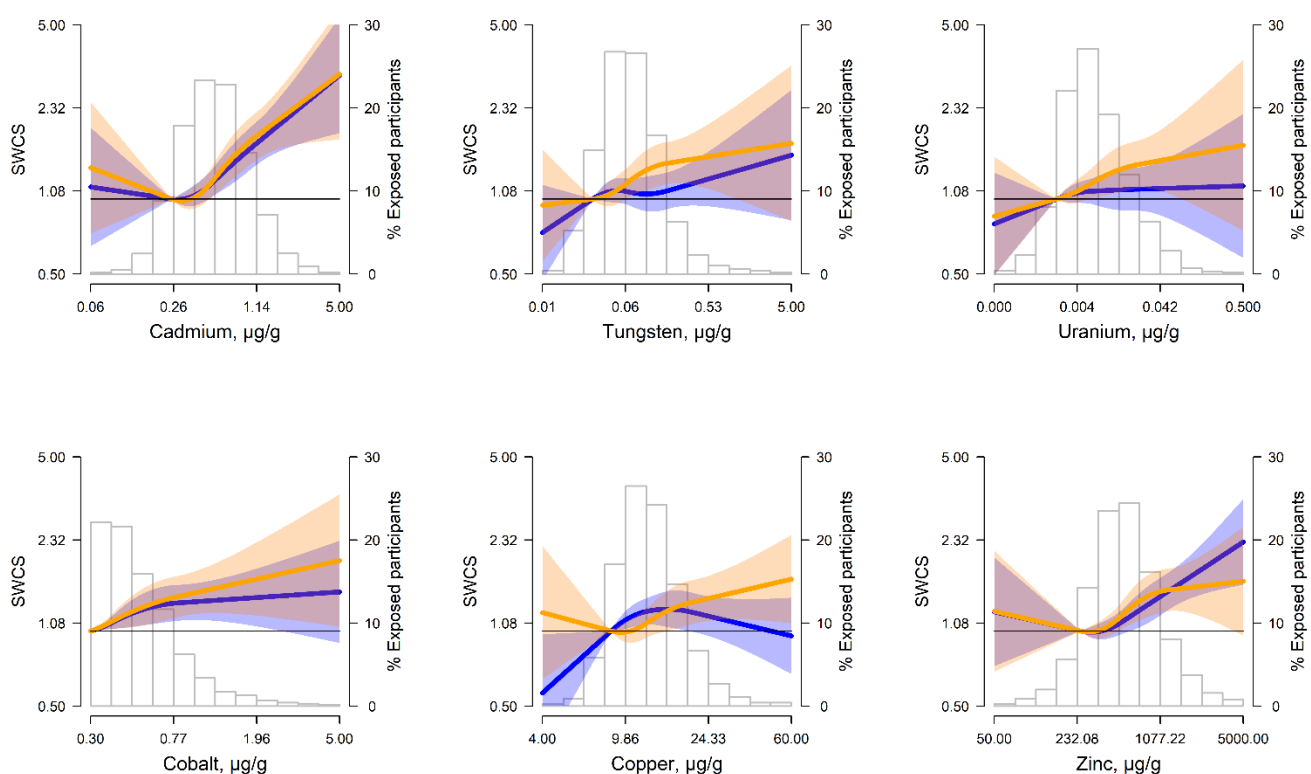 5.00
2.32
1.08
0.50
SWCS
30
20
10
0
% Exposed participants
0.06 0.26 1.14 5.00
Cadmium, µg/g
5.00
2.32
1.08
0.50
SWCS
30
20
10
0
% Exposed participants
0.01 0.06 0.53 5.00
Tungsten, µg/g
5.00
2.32
1.08
0.50
SWCS
30
20
10
0
% Exposed participants
0.000 0.004 0.042 0.500
Uranium, µg/g
5.00
2.32
1.08
0.50
SWCS
30
20
10
0
% Exposed participants
0.30 0.77 1.96 5.00
Cobalt, µg/g
5.00
2.32
1.08
0.50
SWCS
30
20
10
0
% Exposed participants
4.00 9.86 24.33 60.00
Copper, µg/g
5.00
2.32
1.08
0.50
SWCS
30
20
10
0
% Exposed participants
50.00 232.08 1077.22 5000.00
Zinc, µg/g